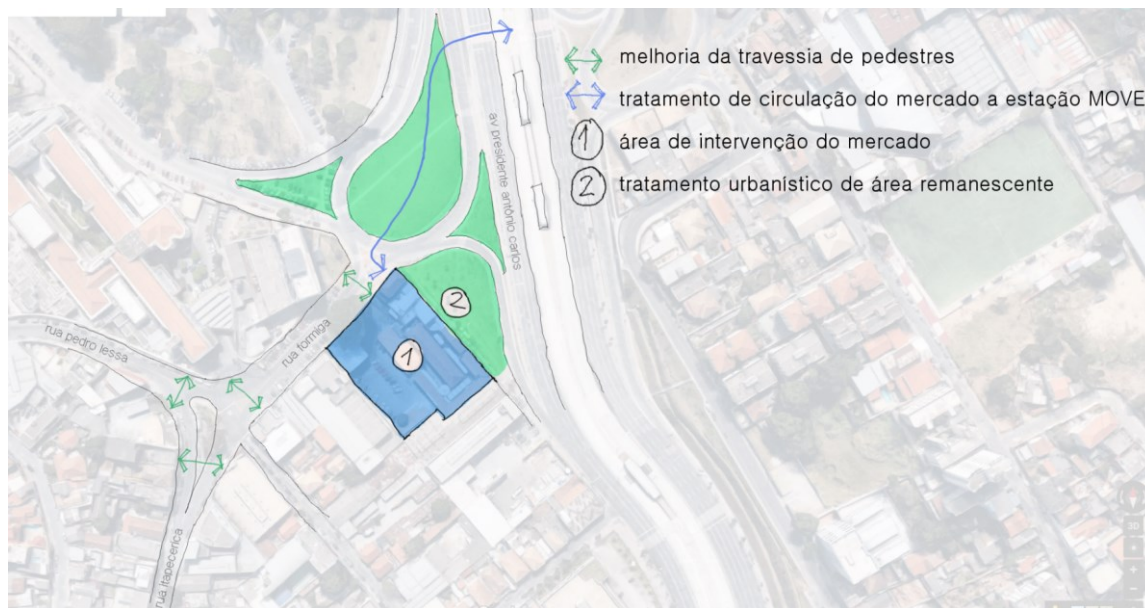 melhoria da travessia de pedestres
tratamento de circulação do mercado a estação MOVE
1 área de intervenção do mercado
2 tratamento urbanístico de área remanescente
av presidente antônio carlos
2
1
rua formiga
rua pedro lessa
rua itapecerica